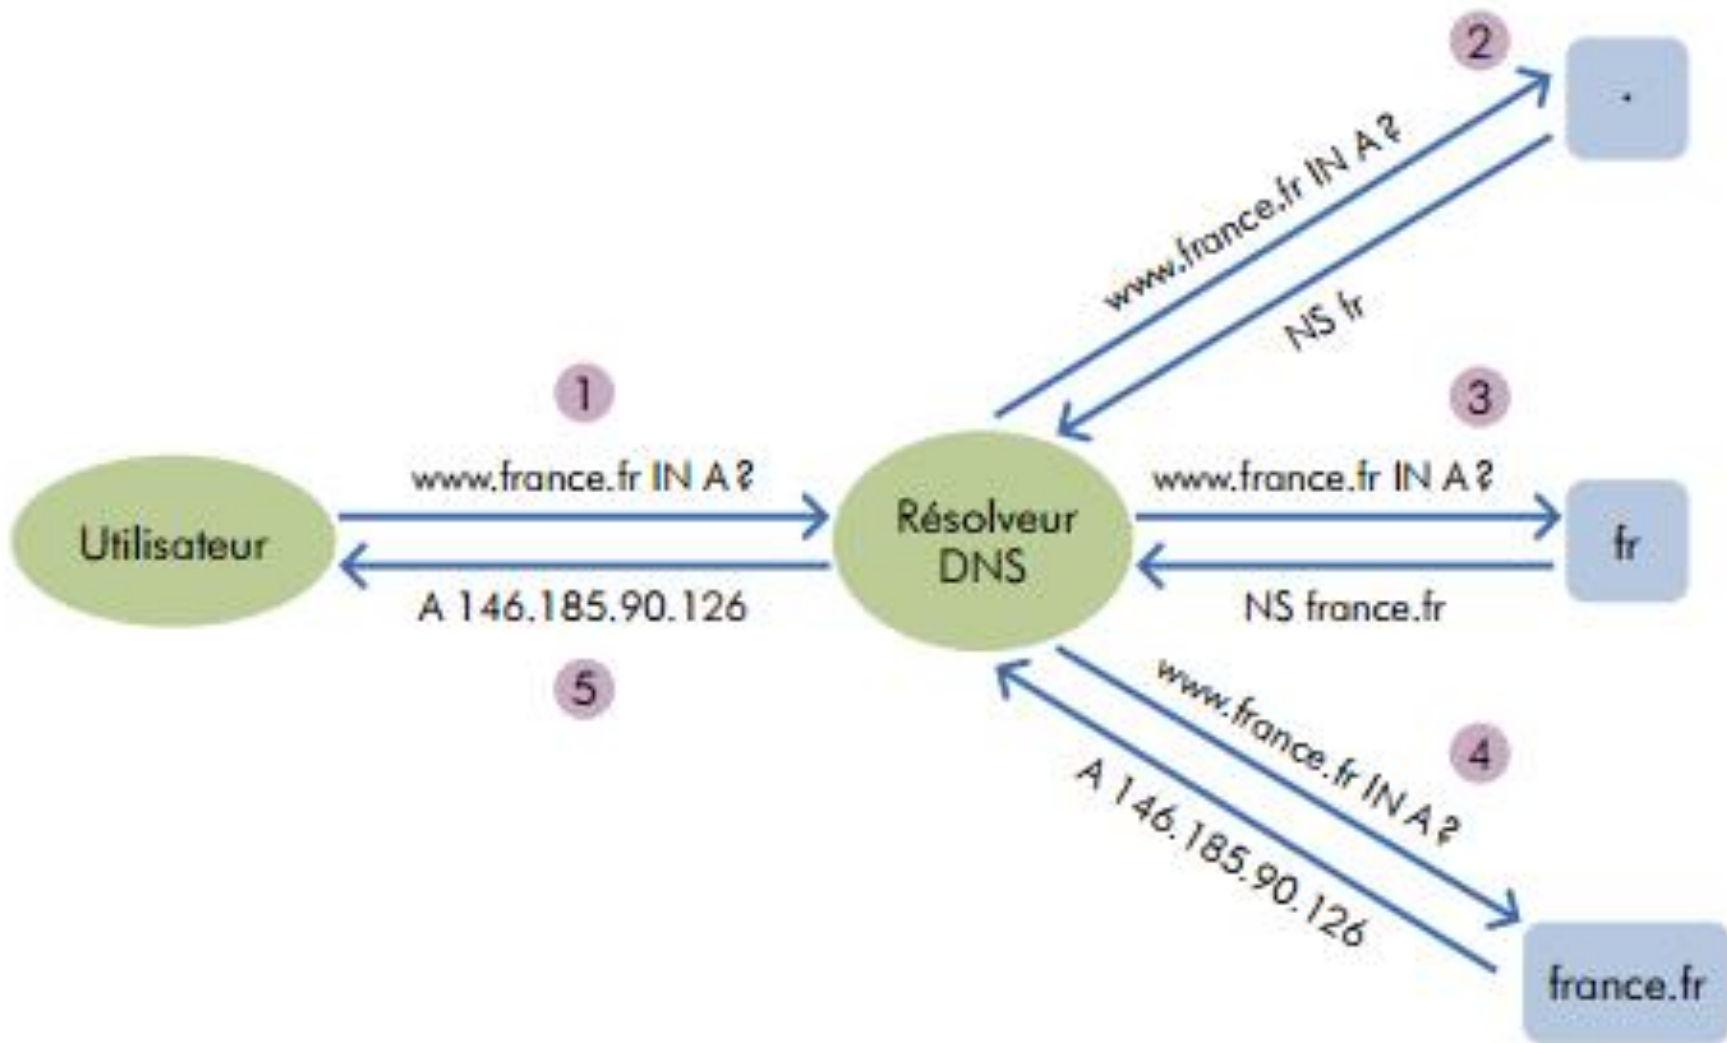 2
.
www.france.fr IN A ?
NS fr
1
3
www.france.fr IN A ?
www.france.fr IN A ?
Utilisateur
Résolveur
DNS
fr
A 146.185.90.126
NS france.fr
5
www.france.fr IN A ?
4
A 146.185.90.126
france.fr